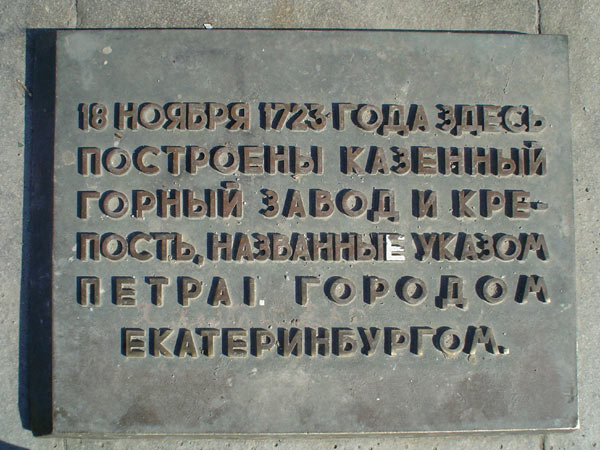 18 НОЯБРЯ 1723 ГОДА ЗДЕСЬ
ПОСТРОЕНЫ КАЗЕННЫЙ
ГОРНЫЙ ЗАВОД И КРЕ-
ПОСТЬ, НАЗВАННЫЕ УКАЗОМ
ПЕТРА I ГОРОДОМ
ЕКАТЕРИНБУРГОМ.